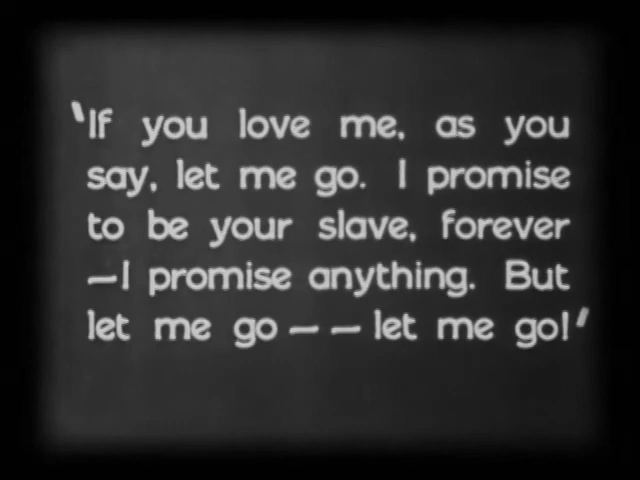 'If you love me, as you
say, let me go. I promise
to be your slave, forever
—I promise anything. But
let me go — — let me go!'